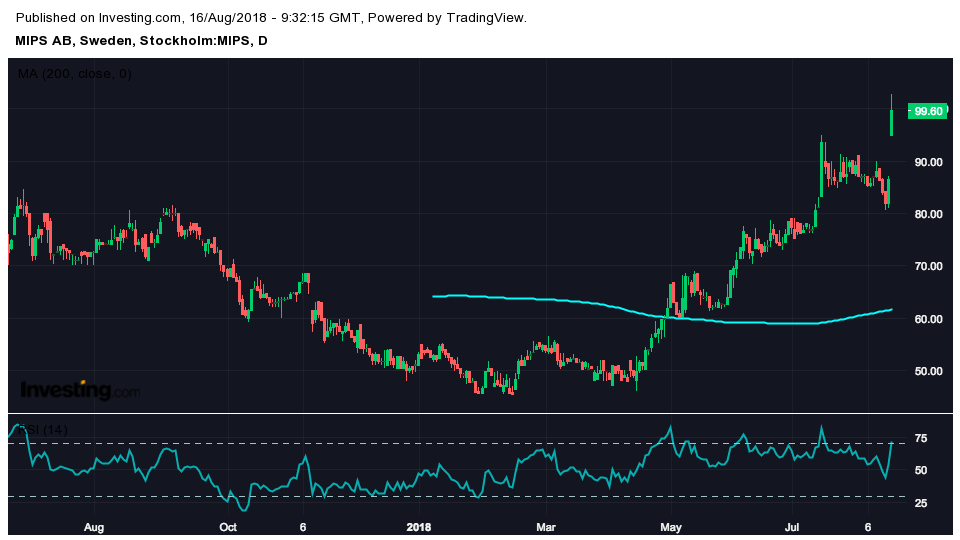 Published on Investing.com, 16/Aug/2018 - 9:32:15 GMT, Powered by TradingView.
MIPS AB, Sweden, Stockholm:MIPS, D
MA (200, close, 0)
99.60
90.00
80.00
70.00
60.00
50.00
Investing.com
RSI (14)
75
50
25
Aug Oct 6 2018 Mar May Jul 6